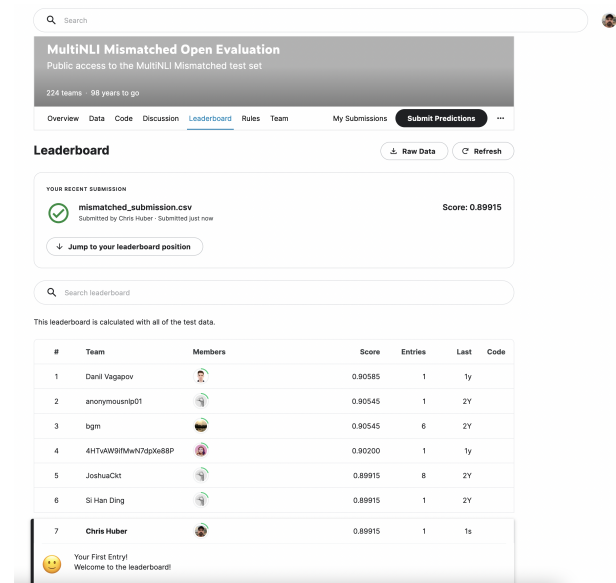 Search
MultiNLI Mismatched Open Evaluation
Public access to the MultiNLI Mismatched test set
224 teams · 98 years to go
Overview Data Code Discussion Leaderboard Rules Team My Submissions Submit Predictions ...
Leaderboard Raw Data Refresh
YOUR RECENT SUBMISSION
mismatched_submission.csv Score: 0.89915
Submitted by Chris Huber · Submitted just now
Jump to your leaderboard position
Search leaderboard
This leaderboard is calculated with all of the test data.
# Team Members Score Entries Last Code
1 Danil Vagapov 0.90585 1 1y
2 anonymousnlp01 0.90545 1 2Y
3 bgm 0.90545 6 2Y
4 4HTvAW9ifMwN7dpXe88P 0.90200 1 1y
5 JoshuaCkt 0.89915 8 2Y
6 Si Han Ding 0.89915 1 2Y
7 Chris Huber 0.89915 1 1s
Your First Entry!
Welcome to the leaderboard!